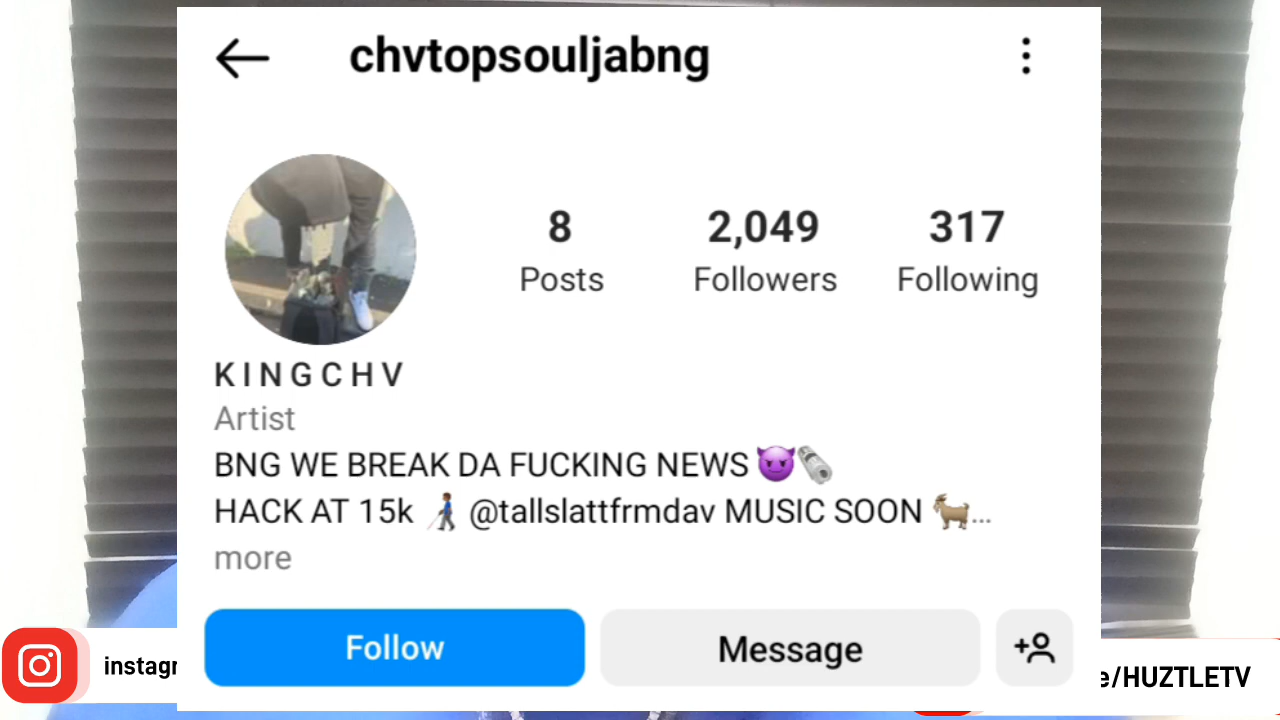 chvtopsouljabng
8
2,049
317
Posts
Followers
Following
KINGCHV
Artist
BNG WE BREAK DA FUCKING NEWS 😈🗞️
HACK AT 15k 👨🏾‍🦯 @tallslattfrmdav MUSIC SOON 🐐...
more
Follow
Message
instagr
e/HUZTLETV